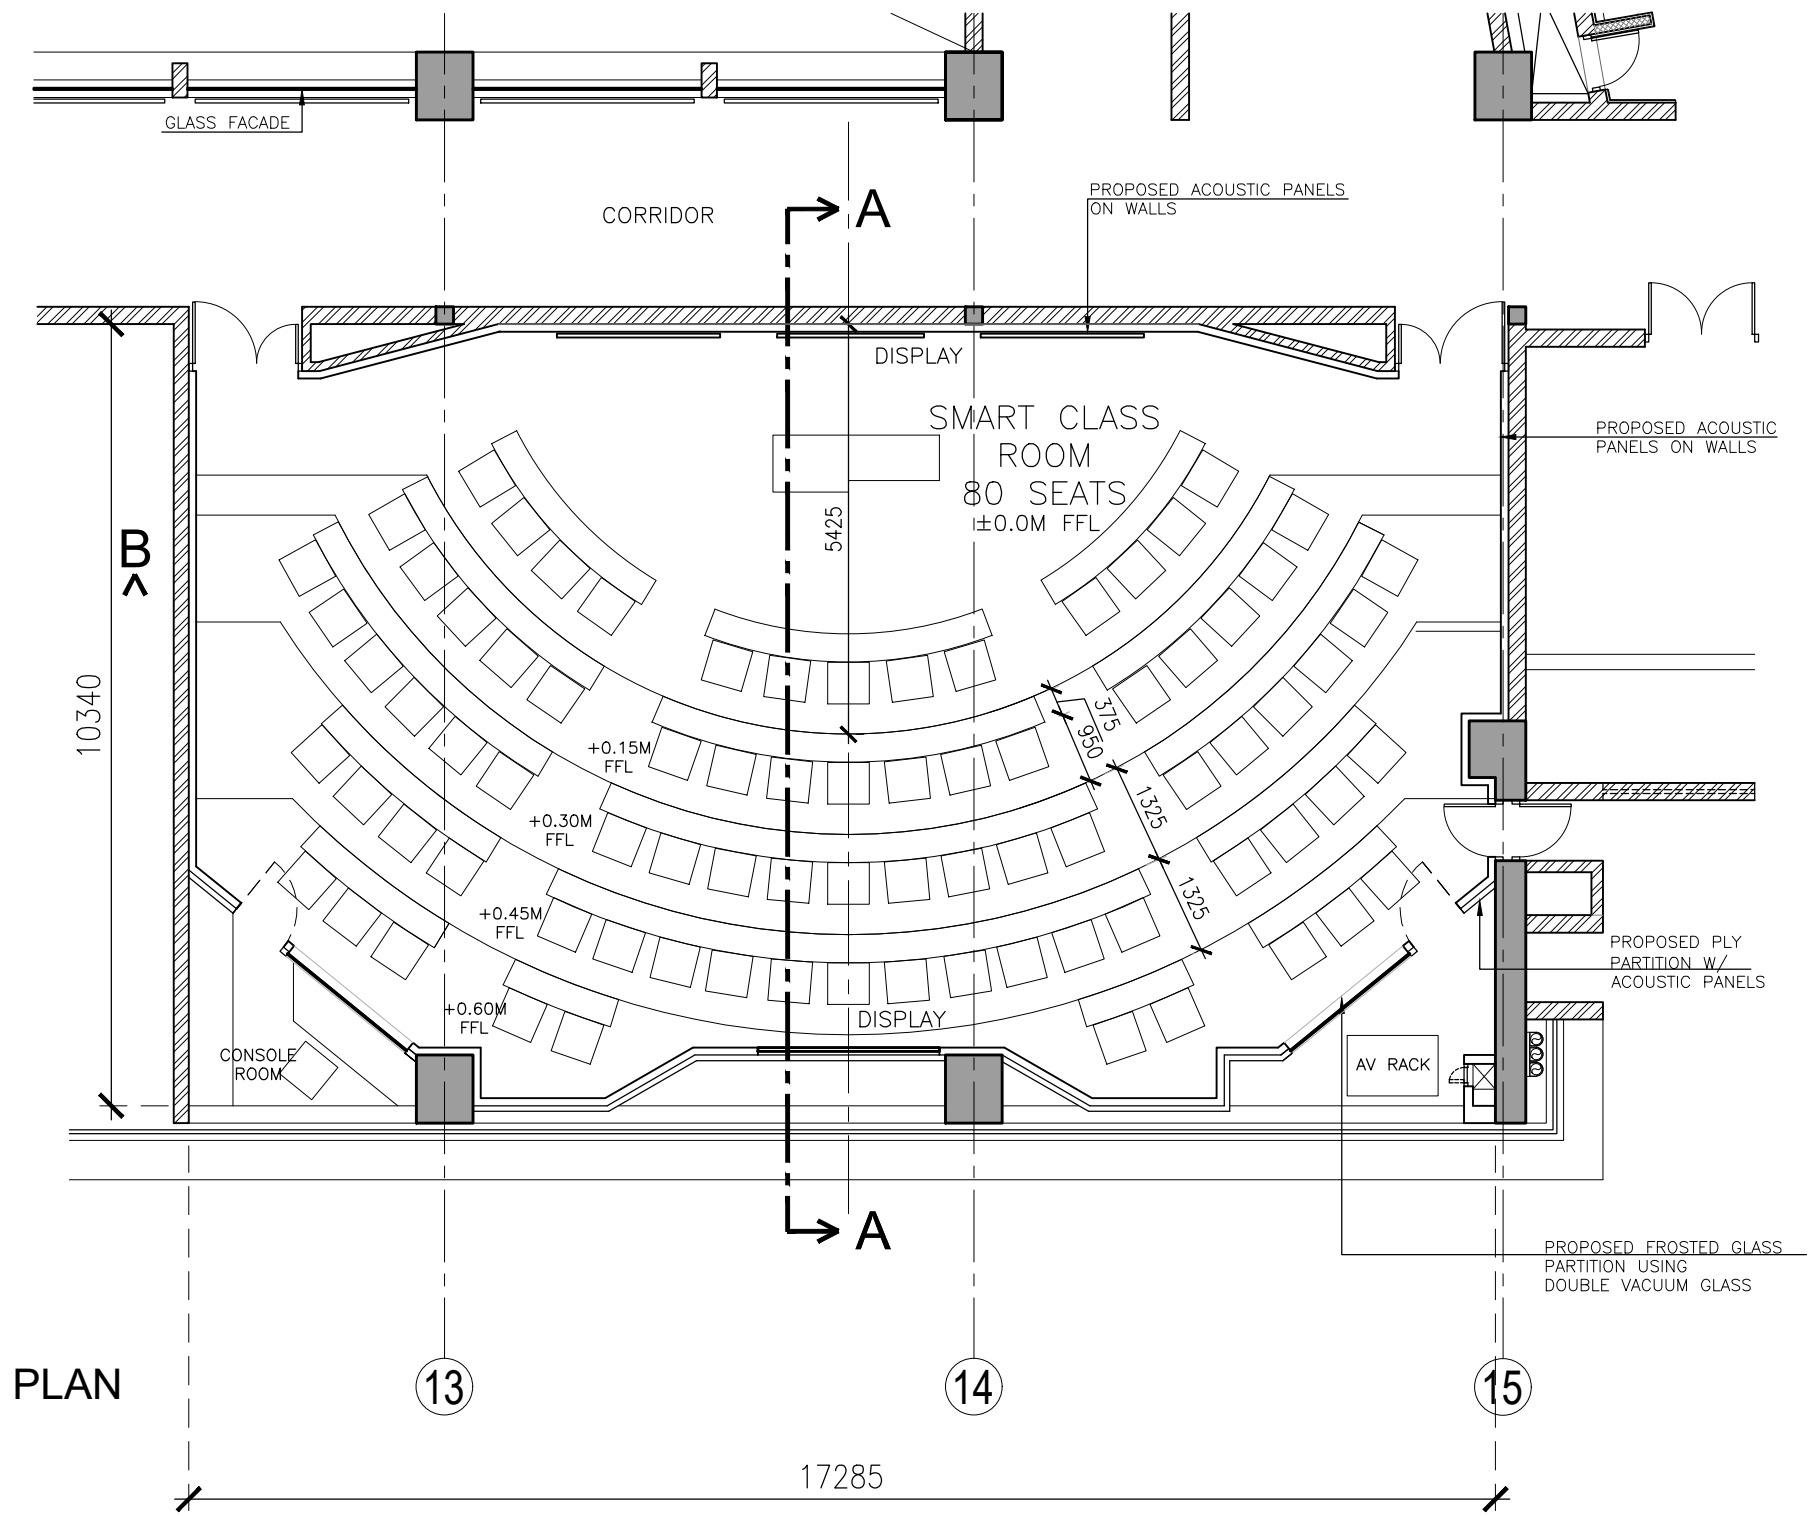 GLASS FACADE
CORRIDOR
A
PROPOSED ACOUSTIC PANELS
ON WALLS
DISPLAY
SMART CLASS
ROOM
80 SEATS
±0.0M FFL
PROPOSED ACOUSTIC
PANELS ON WALLS
B
5425
10340
375
950
1325
1325
+0.15M
FFL
+0.30M
FFL
+0.45M
FFL
+0.60M
FFL
DISPLAY
CONSOLE
ROOM
AV RACK
PROPOSED PLY
PARTITION W/
ACOUSTIC PANELS
A
PROPOSED FROSTED GLASS
PARTITION USING
DOUBLE VACUUM GLASS
PLAN
13
14
15
17285